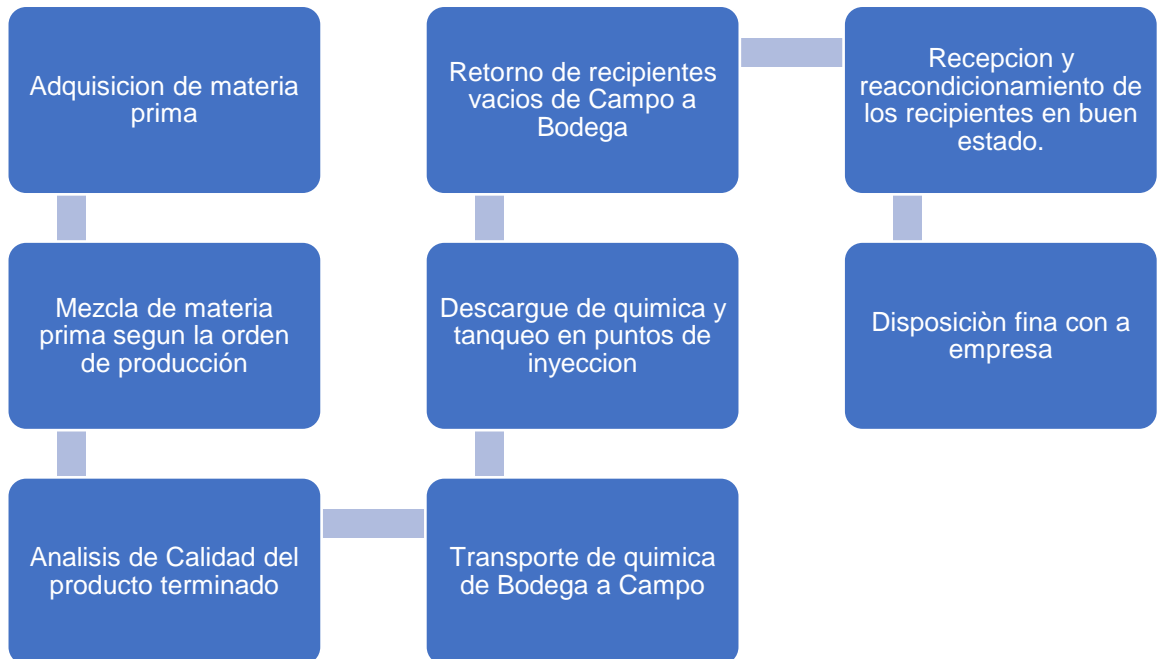 Adquisicion de materia
prima
Mezcla de materia
prima segun la orden
de producción
Analisis de Calidad del
producto terminado
Transporte de quimica
de Bodega a Campo
Descargue de quimica y
tanqueo en puntos de
inyeccion
Retorno de recipientes
vacios de Campo a
Bodega
Recepcion y
reacondicionamiento de
los recipientes en buen
estado.
Disposiciòn fina con a
empresa